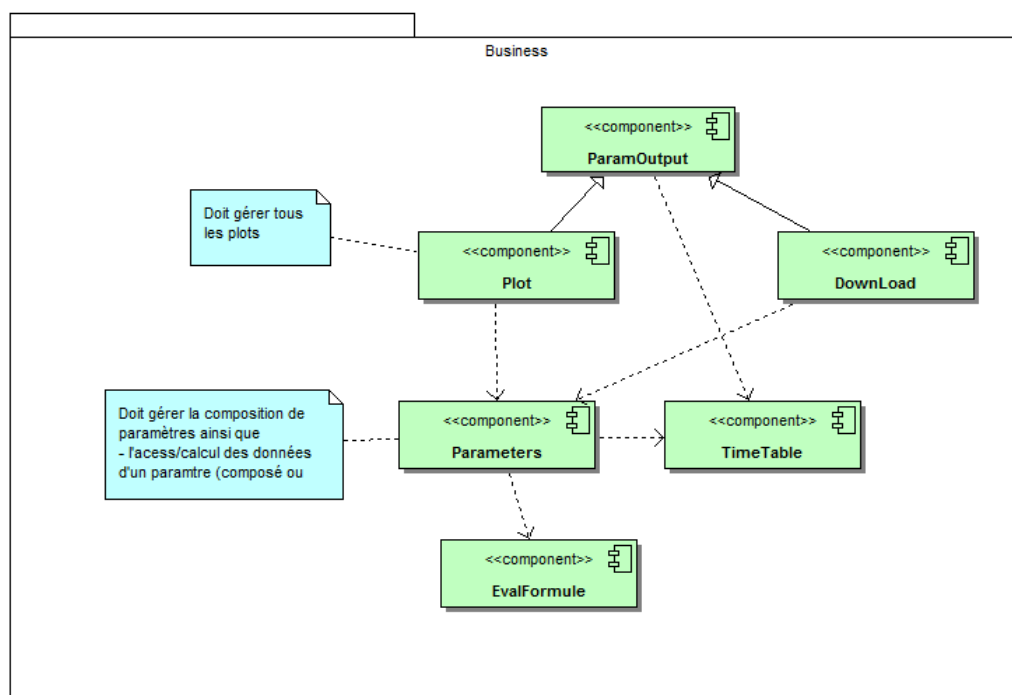 Business
<<component>>
ParamOutput
Doit gérer tous
les plots
<<component>>
Plot
<<component>>
DownLoad
Doit gérer la composition de
paramètres ainsi que
- l'acess/calcul des données
d'un paramtre (composé ou
<<component>>
Parameters
<<component>>
TimeTable
<<component>>
EvalFormule